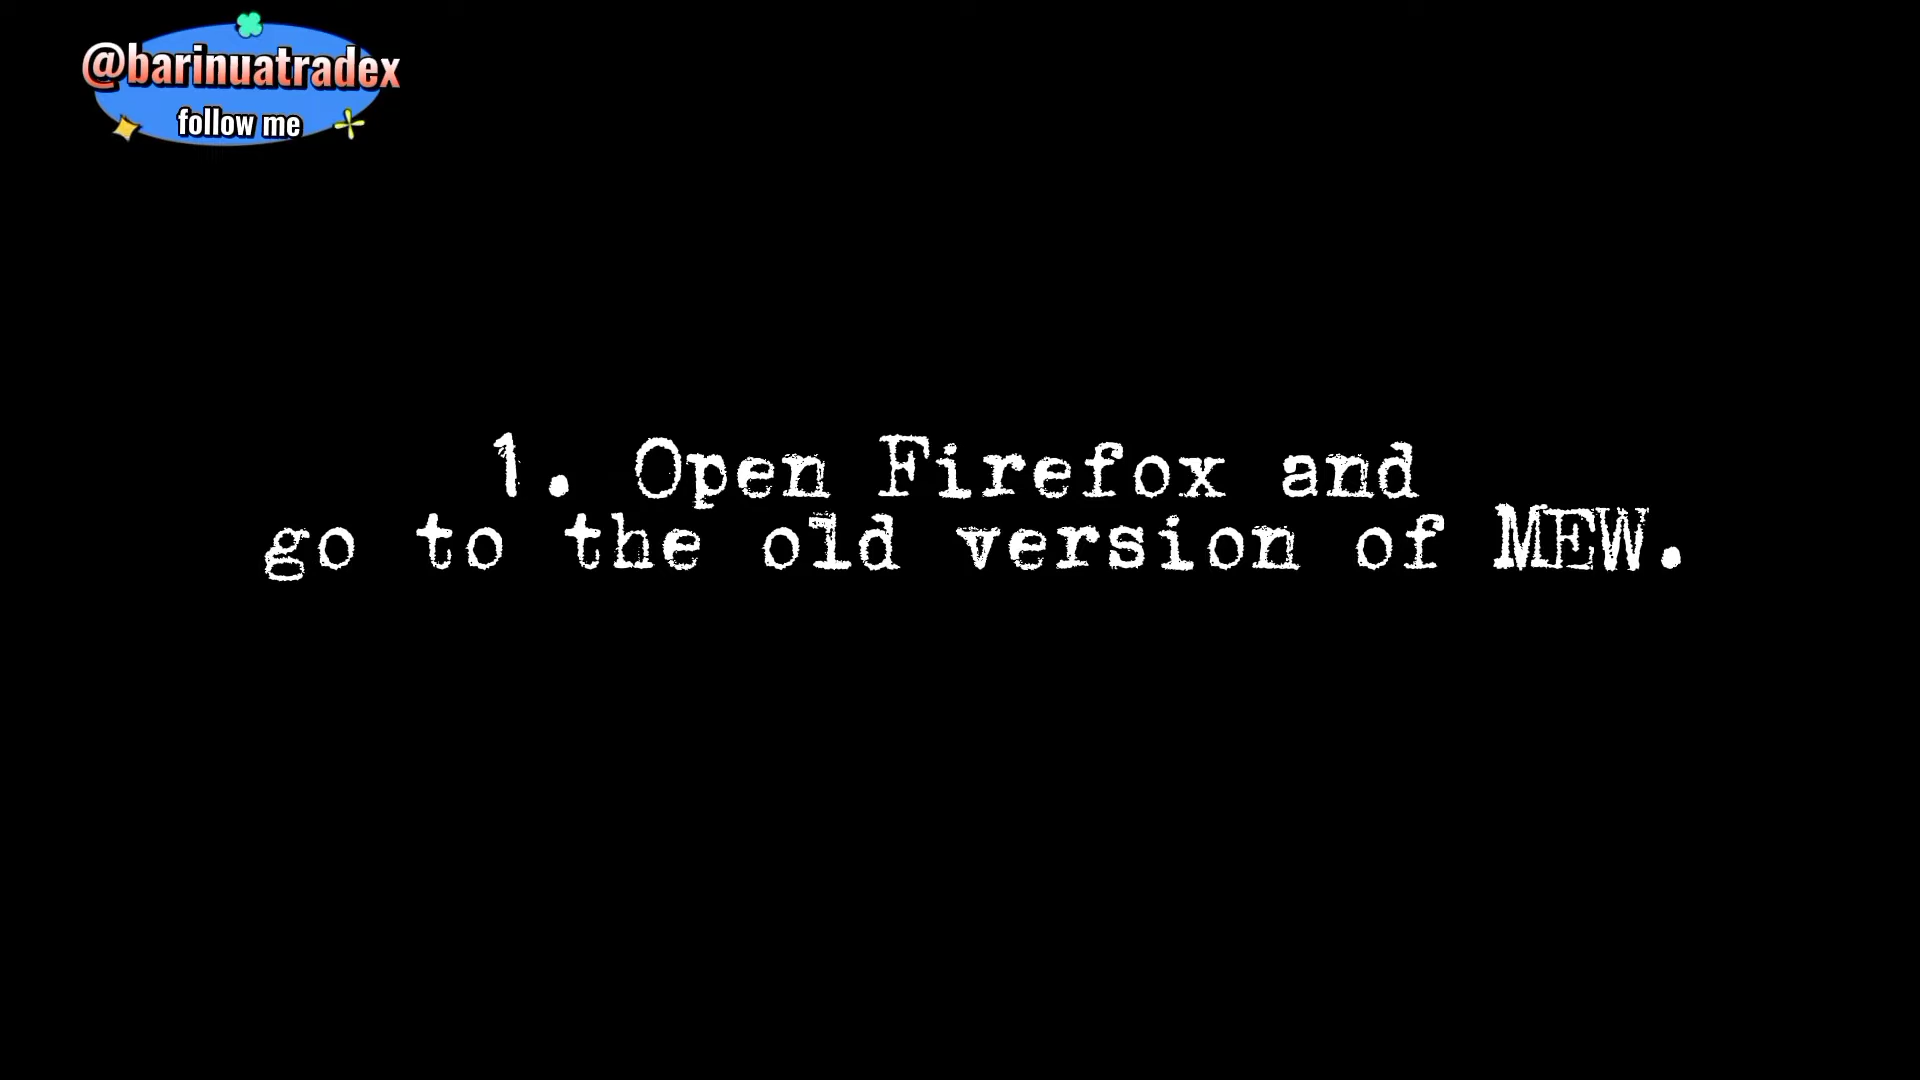 @barinuatradex
follow me
1. Open Firefox and
go to the old version of MEW.